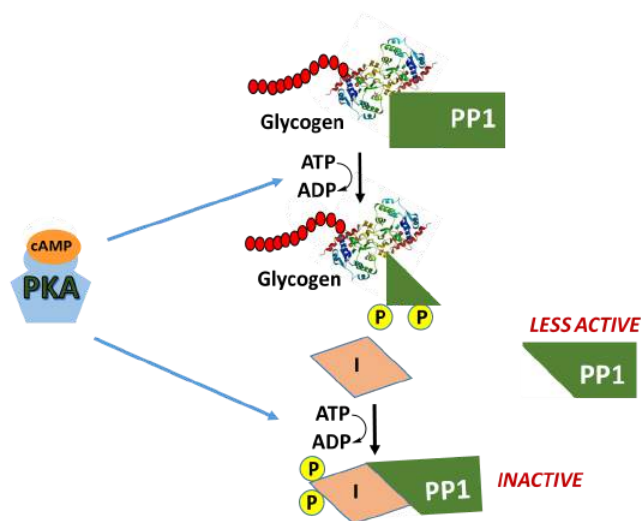 PP1
Glycogen
ATP
ADP
cAMP
PKA
Glycogen
P P
LESS ACTIVE
PP1
I
ATP
ADP
P
P
I
PP1
INACTIVE